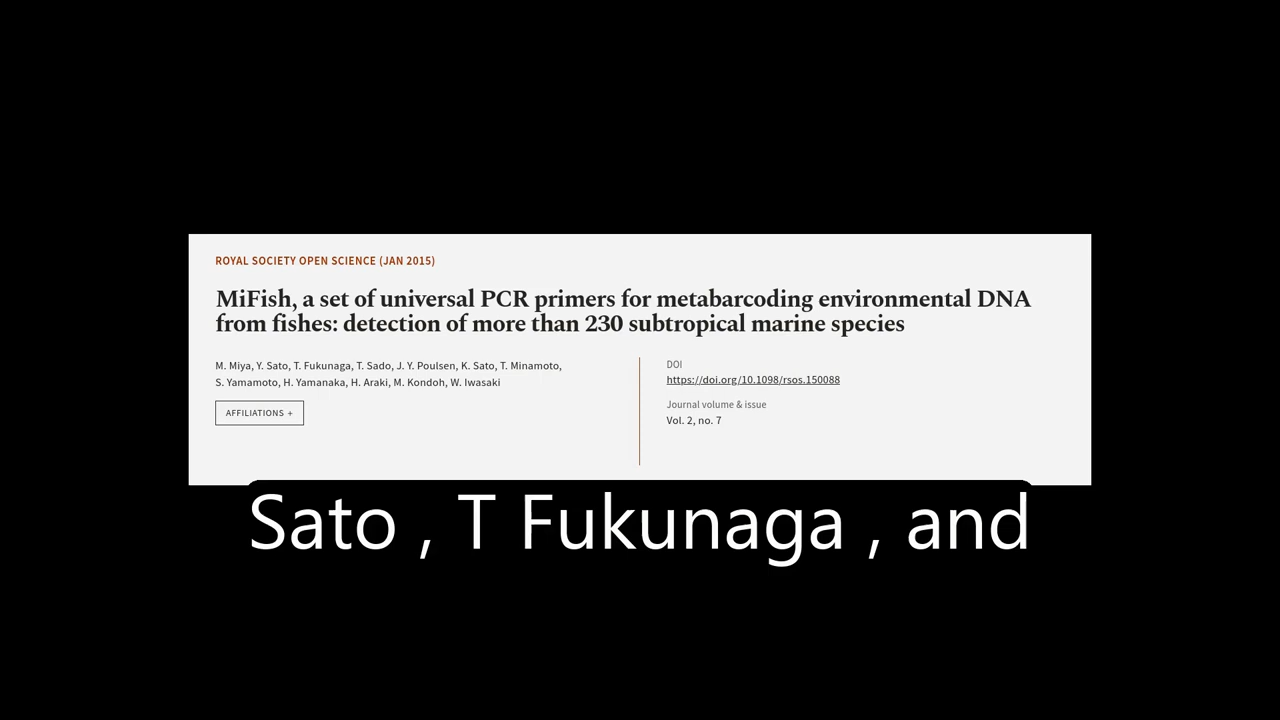 ROYAL SOCIETY OPEN SCIENCE (JAN 2015)
MiFish, a set of universal PCR primers for metabarcoding environmental DNA
from fishes: detection of more than 230 subtropical marine species
M. Miya, Y. Sato, T. Fukunaga, T. Sado, J. Y. Poulsen, K. Sato, T. Minamoto,
S. Yamamoto, H. Yamanaka, H. Araki, M. Kondoh, W. Iwasaki
AFFILIATIONS +
DOI
https://doi.org/10.1098/rsos.150088
Journal volume & issue
Vol. 2, no. 7
Sato , T Fukunaga , and